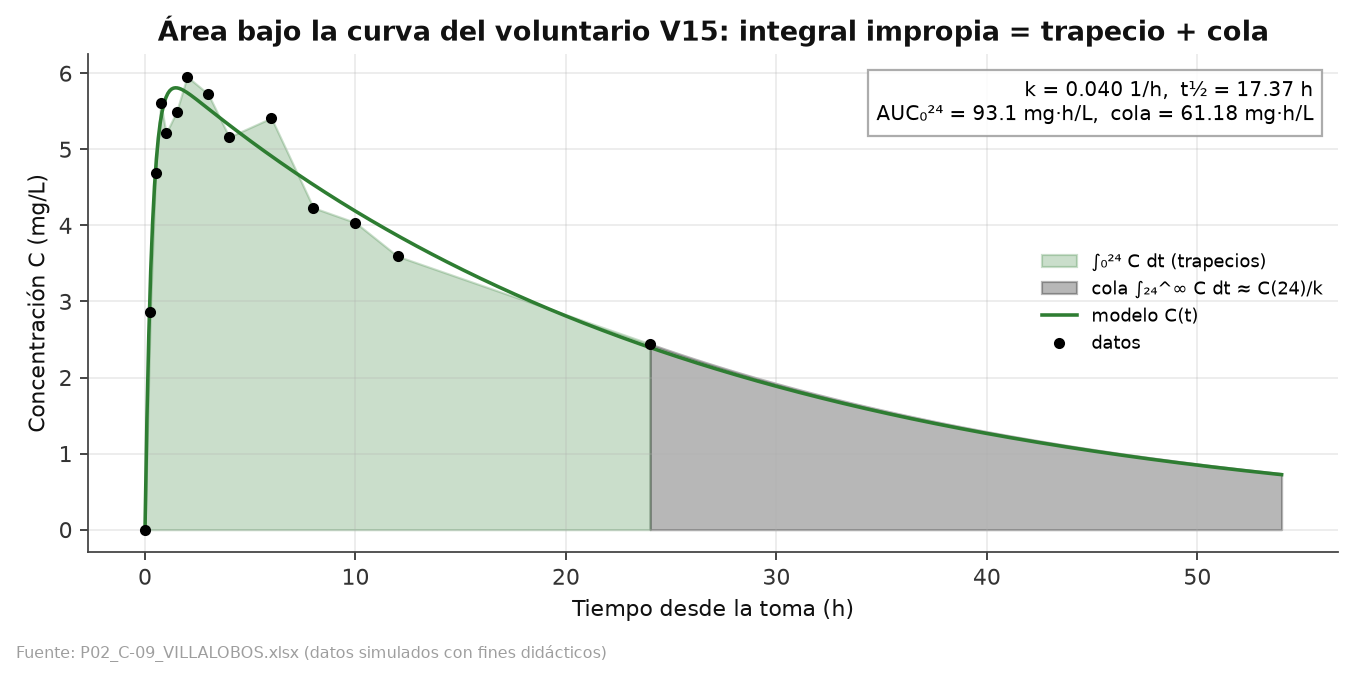 Área bajo la curva del voluntario V15: integral impropia = trapecio + cola
k = 0.040 1/h, t½ = 17.37 h
AUC₀²⁴ = 93.1 mg·h/L, cola = 61.18 mg·h/L
∫₀²⁴ C dt (trapecios)
cola ∫₂₄^∞ C dt ≈ C(24)/k
modelo C(t)
datos
Concentración C (mg/L)
6
5
4
3
2
1
0
0 10 20 30 40 50
Tiempo desde la toma (h)
Fuente: P02_C-09_VILLALOBOS.xlsx (datos simulados con fines didácticos)